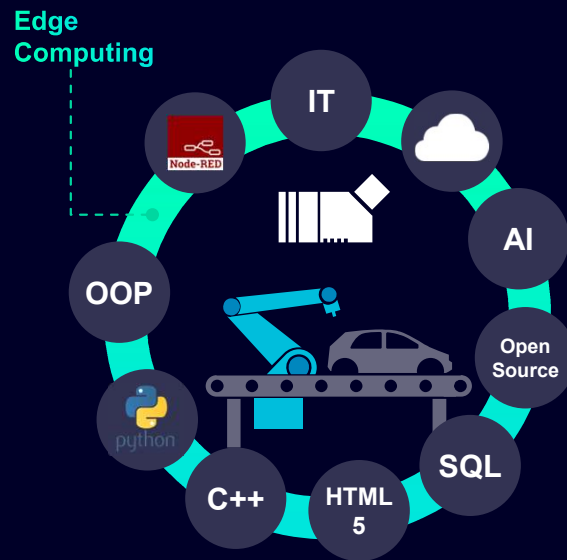 Edge
Computing
IT
Node-RED
AI
OOP
Open
Source
python
SQL
C++
HTML
5